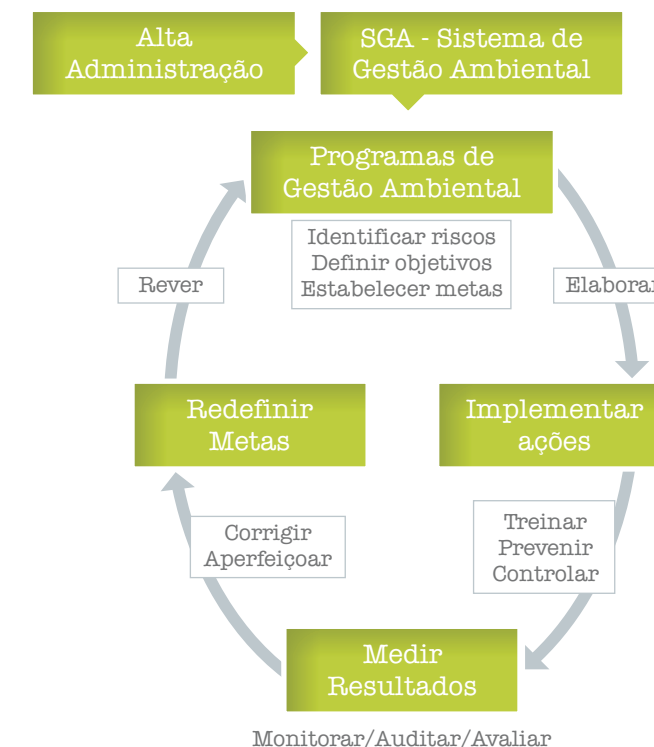 Alta
Administração
SGA - Sistema de
Gestão Ambiental
Programas de
Gestão Ambiental
Identificar riscos
Definir objetivos
Estabelecer metas
Rever
Elaborar
Redefinir
Metas
Implementar
ações
Corrigir
Aperfeiçoar
Treinar
Prevenir
Controlar
Medir
Resultados
Monitorar/Auditar/Avaliar